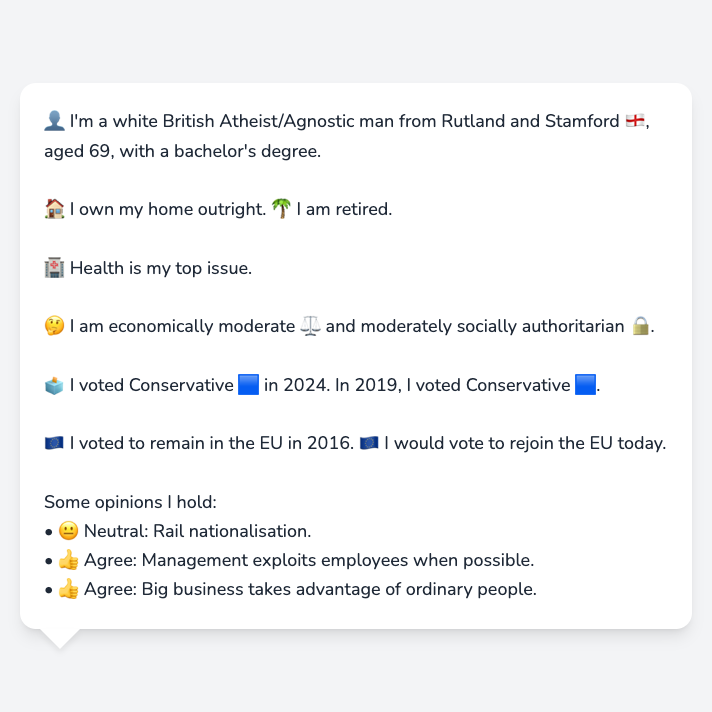 👤 I'm a white British Atheist/Agnostic man from Rutland and Stamford 🏴󠁧󠁢󠁥󠁮󠁧󠁿,
aged 69, with a bachelor's degree.
🏠 I own my home outright. 🌴 I am retired.
🏥 Health is my top issue.
🤔 I am economically moderate ⚖️ and moderately socially authoritarian 🔒.
🗳️ I voted Conservative 🟦 in 2024. In 2019, I voted Conservative 🟦.
🇪🇺 I voted to remain in the EU in 2016. 🇪🇺 I would vote to rejoin the EU today.
Some opinions I hold:
• 😐 Neutral: Rail nationalisation.
• 👍 Agree: Management exploits employees when possible.
• 👍 Agree: Big business takes advantage of ordinary people.